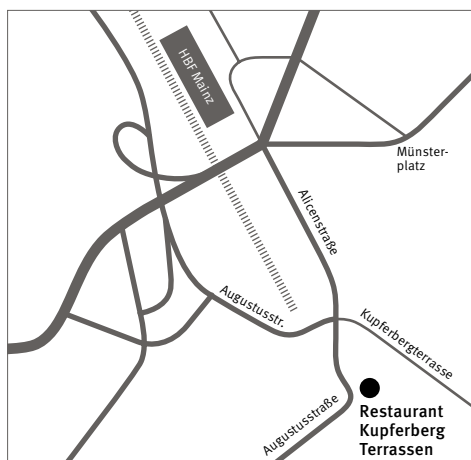 HBF Mainz
Münster-
platz
Alicenstraße
Augustusstr.
Kupferbergterrasse
Augustusstraße
Restaurant
Kupferberg
Terrassen